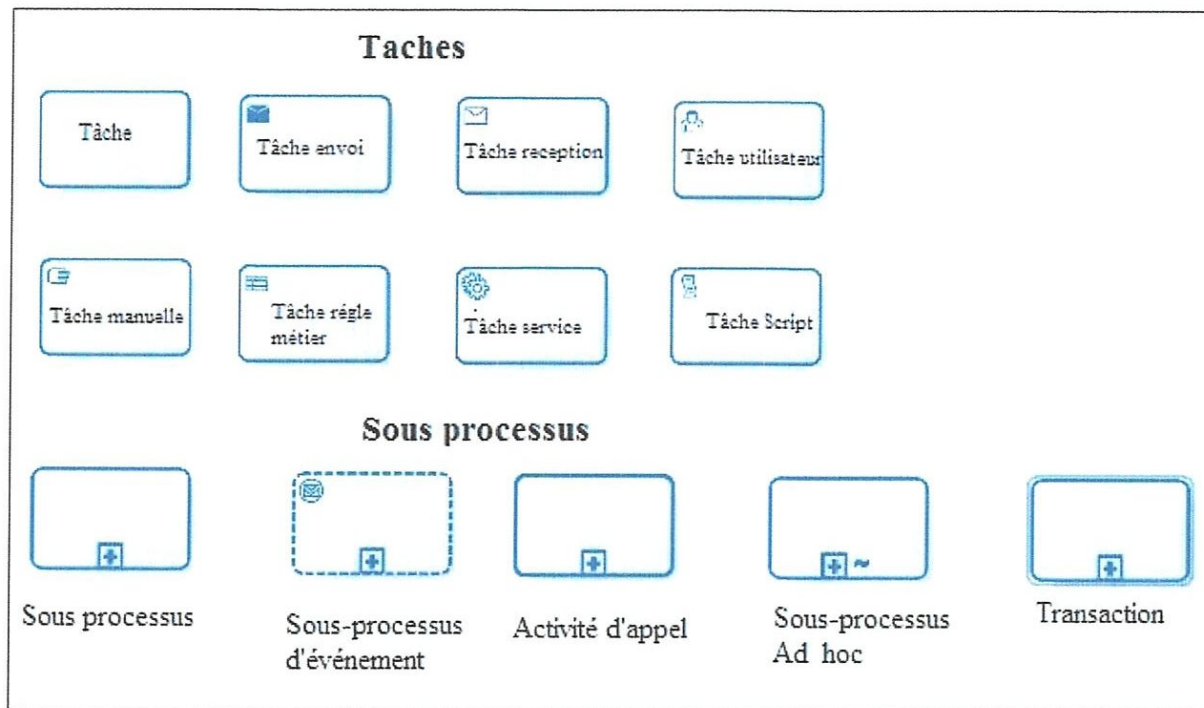 Taches
Tâche
Tâche envoi
Tâche reception
Tâche utilisateur
Tâche manuelle
Tâche régle
métier
Tâche service
Tâche Script
Sous processus
Sous processus
Sous-processus
d'événement
Activité d'appel
Sous-processus
Ad hoc
Transaction